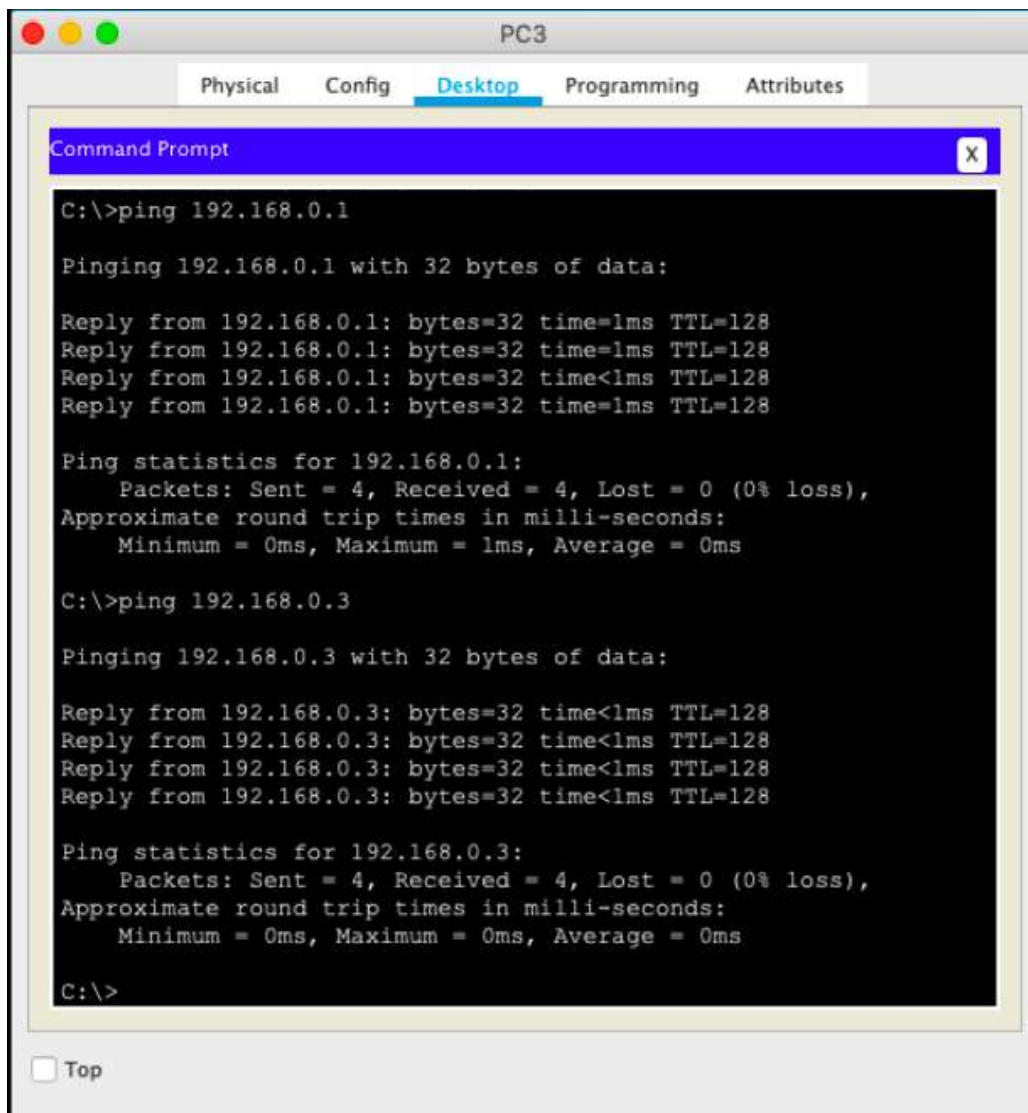 PC3
Physical Config Desktop Programming Attributes
Command Prompt X
C:\>ping 192.168.0.1
Pinging 192.168.0.1 with 32 bytes of data:
Reply from 192.168.0.1: bytes=32 time=1ms TTL=128
Reply from 192.168.0.1: bytes=32 time=1ms TTL=128
Reply from 192.168.0.1: bytes=32 time<1ms TTL=128
Reply from 192.168.0.1: bytes=32 time=1ms TTL=128
Ping statistics for 192.168.0.1:
Packets: Sent = 4, Received = 4, Lost = 0 (0% loss),
Approximate round trip times in milli-seconds:
Minimum = 0ms, Maximum = 1ms, Average = 0ms
C:\>ping 192.168.0.3
Pinging 192.168.0.3 with 32 bytes of data:
Reply from 192.168.0.3: bytes=32 time<1ms TTL=128
Reply from 192.168.0.3: bytes=32 time<1ms TTL=128
Reply from 192.168.0.3: bytes=32 time<1ms TTL=128
Reply from 192.168.0.3: bytes=32 time<1ms TTL=128
Ping statistics for 192.168.0.3:
Packets: Sent = 4, Received = 4, Lost = 0 (0% loss),
Approximate round trip times in milli-seconds:
Minimum = 0ms, Maximum = 0ms, Average = 0ms
C:\>
Top